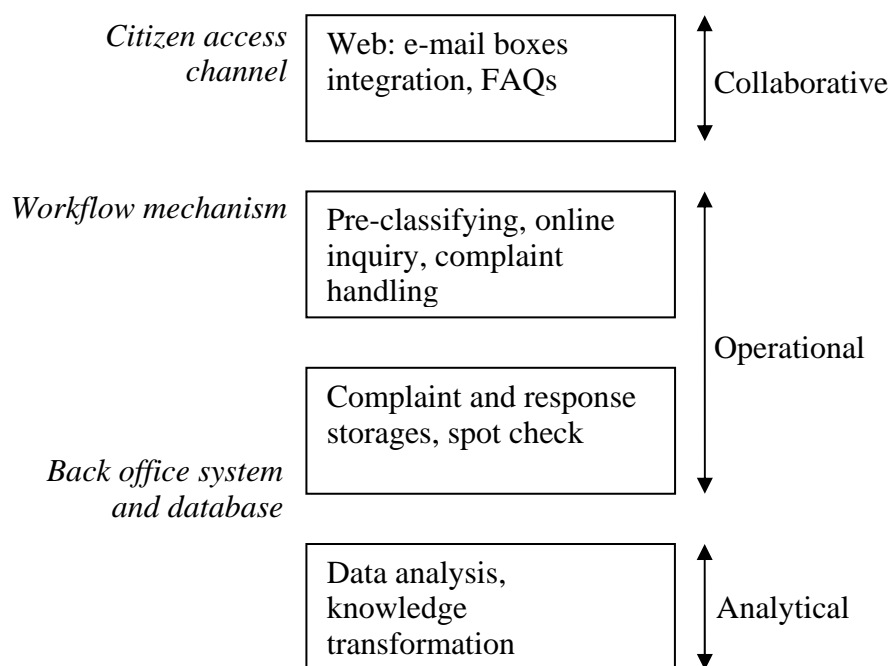 Citizen access
channel
Web: e-mail boxes
integration, FAQs
Collaborative
Workflow mechanism
Pre-classifying, online
inquiry, complaint
handling
Operational
Complaint and response
storages, spot check
Back office system
and database
Data analysis,
knowledge
transformation
Analytical